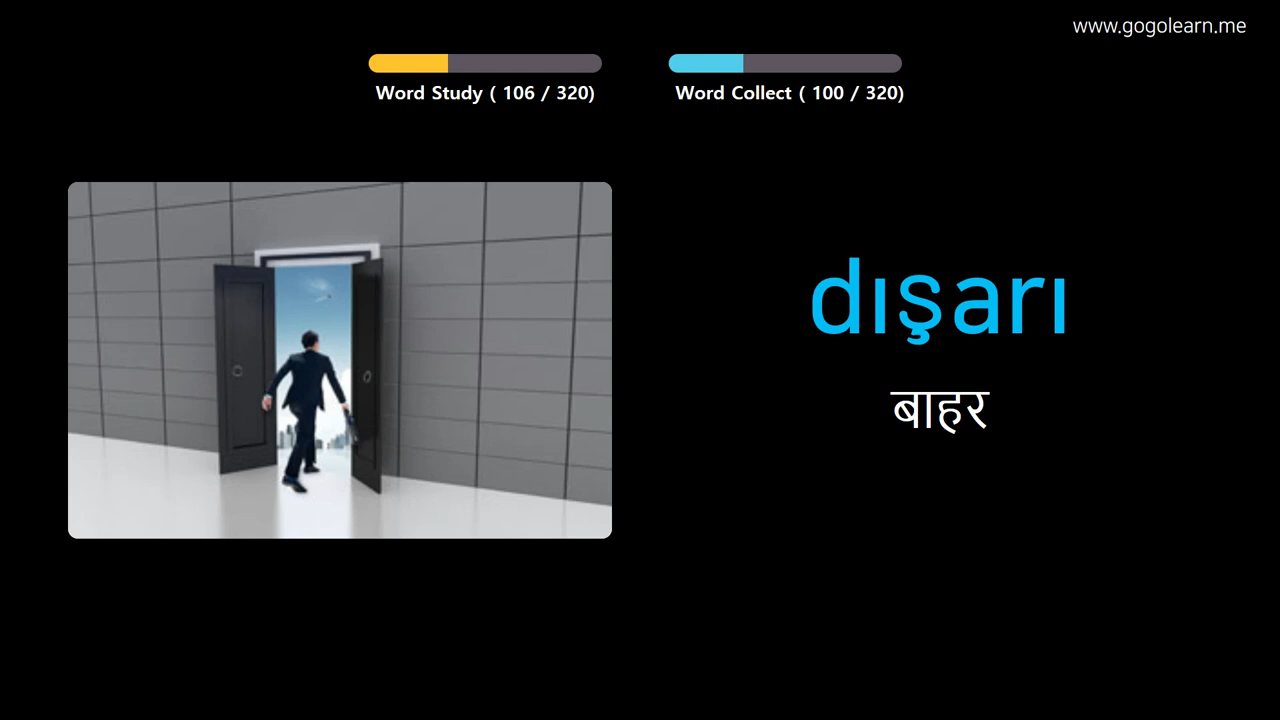 www.gogolearn.me
Word Study ( 106 / 320)
Word Collect ( 100 / 320)
dışarı
बाहर